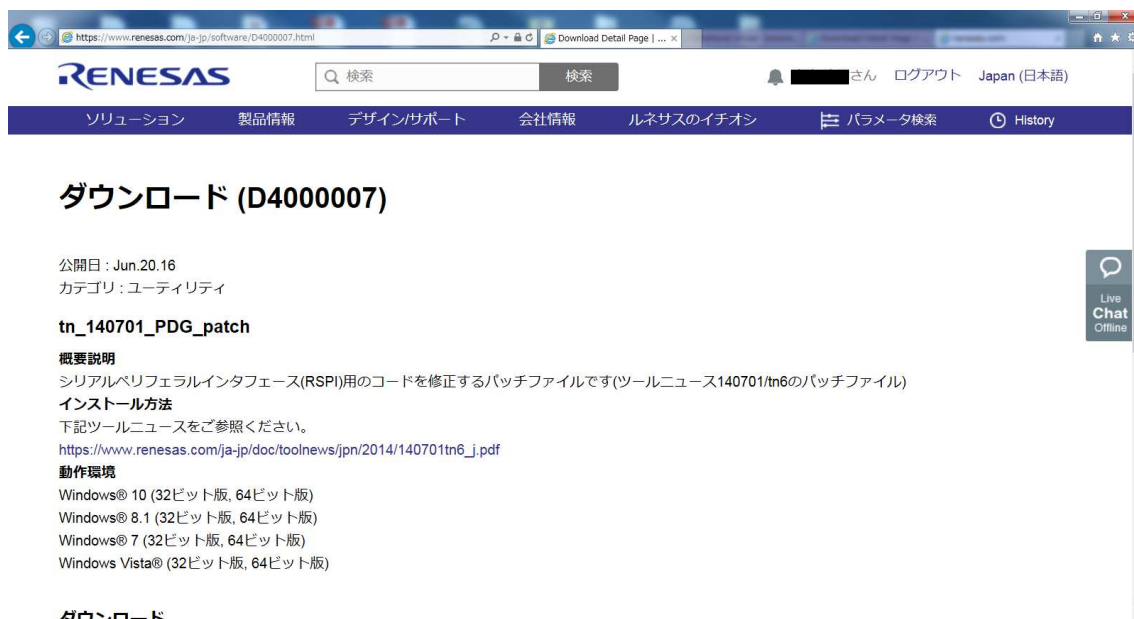 https://www.renesas.com/ja-jp/software/D4000007.html
Download Detail Page | ... ×
RENESAS
検索
検索
さん
ログアウト
Japan (日本語)
ソリューション
製品情報
デザイン/サポート
会社情報
ルネサスのイチオシ
パラメータ検索
History
ダウンロード (D4000007)
公開日 : Jun.20.16
カテゴリ : ユーティリティ
tn_140701_PDG_patch
概要説明
シリアルペリフェラルインタフェース(RSPI)用のコードを修正するパッチファイルです(ツールニュース140701/tn6のパッチファイル)
インストール方法
下記ツールニュースをご参照ください。
https://www.renesas.com/ja-jp/doc/toolnews/jpn/2014/140701tn6_j.pdf
動作環境
Windows® 10 (32ビット版, 64ビット版)
Windows® 8.1 (32ビット版, 64ビット版)
Windows® 7 (32ビット版, 64ビット版)
Windows Vista® (32ビット版, 64ビット版)
ダウンロード
Live
Chat
Offline